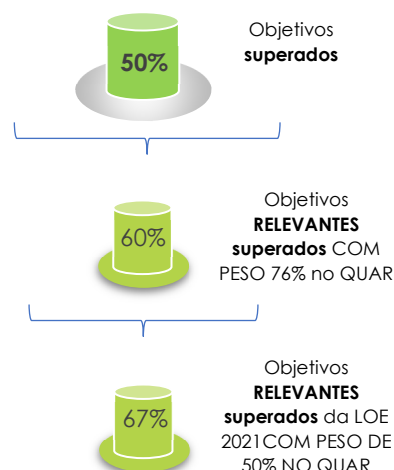 Objetivos
superados
50%
Objetivos
RELEVANTES
superados COM
PESO 76% no QUAR
60%
Objetivos
RELEVANTES
superados da LOE
2021COM PESO DE
50% NO QUAR
67%